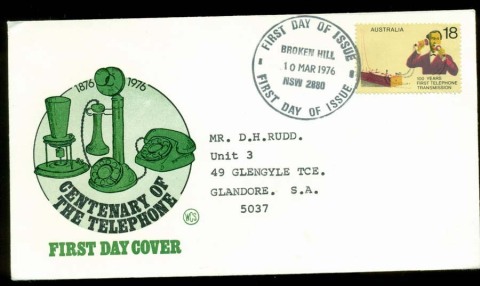 FIRST DAY OF ISSUE
BROKEN HILL
10 MAR 1976
NSW 2880
FIRST DAY OF ISSUE
AUSTRALIA 18
100 YEARS
FIRST TELEPHONE
TRANSMISSION
1876 1976
CENTENARY OF
THE TELEPHONE
WCS
FIRST DAY COVER
MR. D.H.RUDD.
Unit 3
49 GLENGYLE TCE.
GLANDORE. S.A.
5037